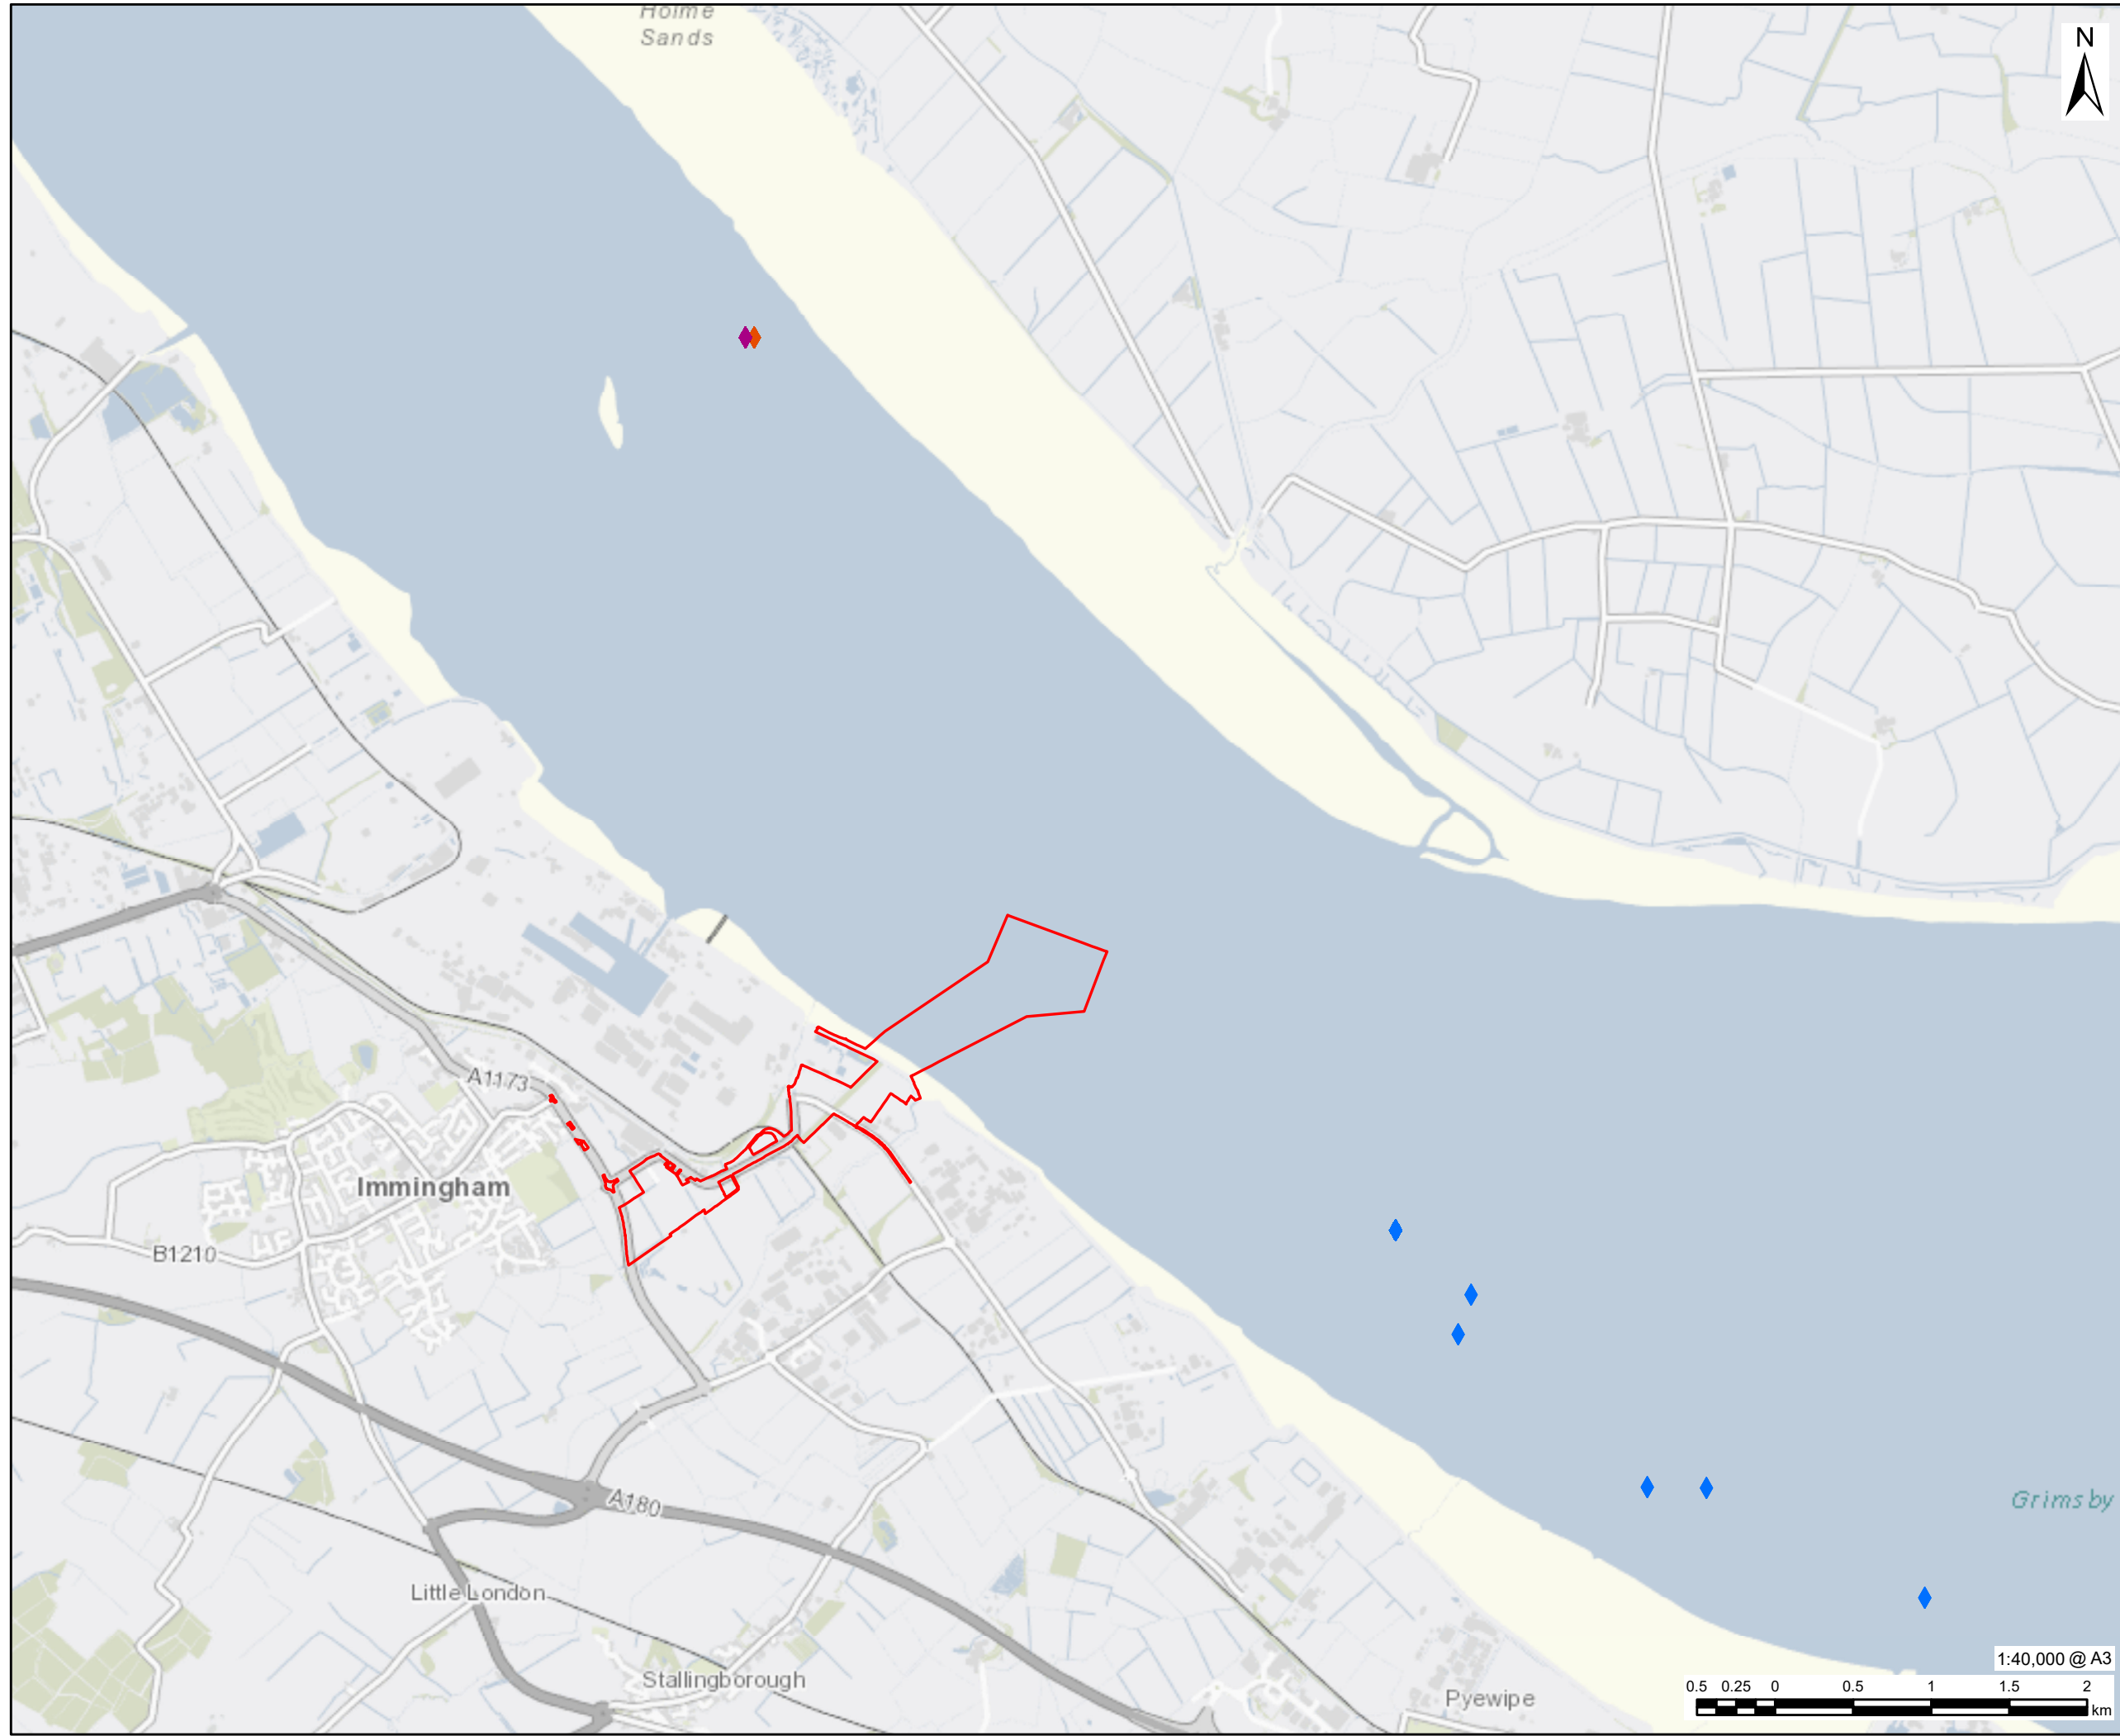 Holme
Sands
N
A1173
Immingham
B1210
A180
Grimsby
Little London
Stallingborough
Pyewipe
1:40,000 @ A3
0.5 0.25 0 0.5 1 1.5 2
km